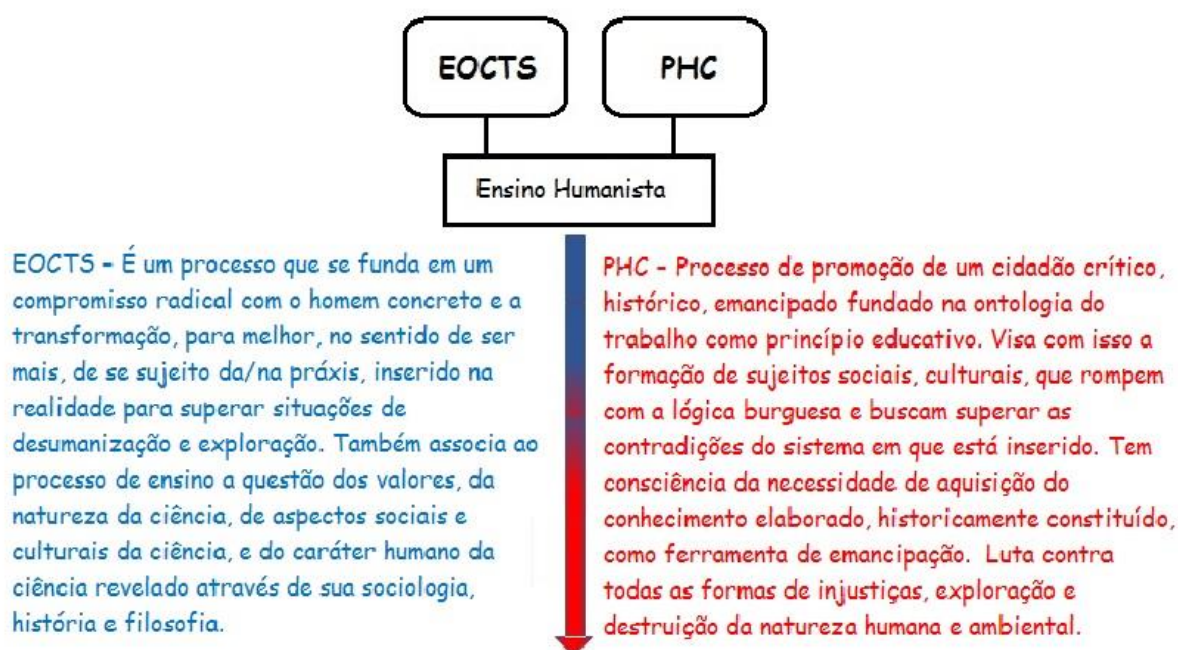 EOCTS
PHC
Ensino Humanista
EOCTS – É um processo que se funda em um
compromisso radical com o homem concreto e a
transformação, para melhor, no sentido de ser
mais, de se sujeito da/na práxis, inserido na
realidade para superar situações de
desumanização e exploração. Também associa ao
processo de ensino a questão dos valores, da
natureza da ciência, de aspectos sociais e
culturais da ciência, e do caráter humano da
ciência revelado através de sua sociologia,
história e filosofia.
PHC – Processo de promoção de um cidadão crítico,
histórico, emancipado fundado na ontologia do
trabalho como princípio educativo. Visa com isso a
formação de sujeitos sociais, culturais, que rompem
com a lógica burguesa e buscam superar as
contradições do sistema em que está inserido. Tem
consciência da necessidade de aquisição do
conhecimento elaborado, historicamente constituído,
como ferramenta de emancipação. Luta contra
todas as formas de injustiças, exploração e
destruição da natureza humana e ambiental.